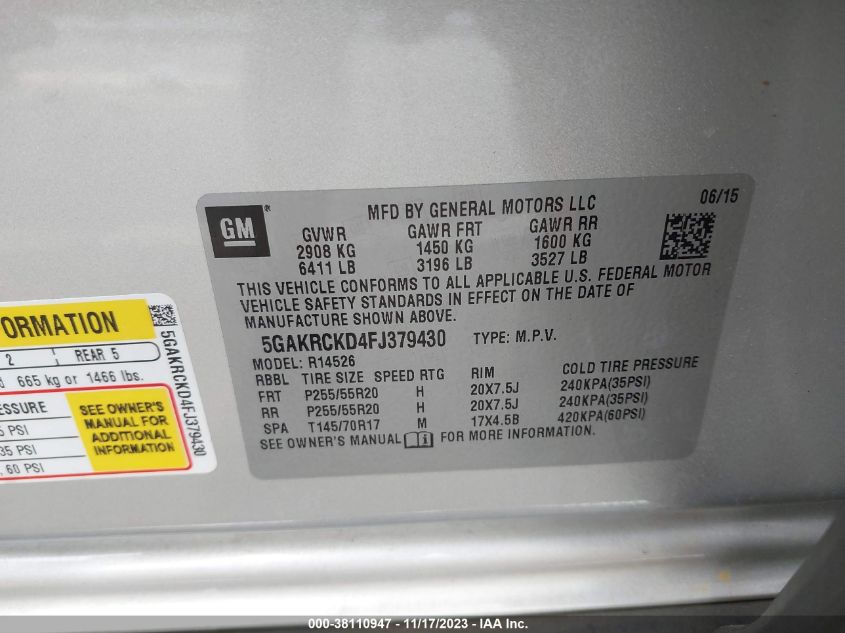 GM
®
MFD BY GENERAL MOTORS LLC
06/15
GVWR GAWR FRT GAWR RR
2908 KG 1450 KG 1600 KG
6411 LB 3196 LB 3527 LB
THIS VEHICLE CONFORMS TO ALL APPLICABLE U.S. FEDERAL MOTOR
VEHICLE SAFETY STANDARDS IN EFFECT ON THE DATE OF
MANUFACTURE SHOWN ABOVE.
5GAKRCKD4FJ379430 TYPE: M.P.V.
MODEL: R14526
RBBL TIRE SIZE SPEED RTG RIM COLD TIRE PRESSURE
FRT P255/55R20 H 20X7.5J 240KPA(35PSI)
RR P255/55R20 H 20X7.5J 240KPA(35PSI)
SPA T145/70R17 M 17X4.5B 420KPA(60PSI)
SEE OWNER'S MANUAL i FOR MORE INFORMATION.
ORMATION
2 REAR 5
665 kg or 1466 lbs.
ESSURE
5 PSI
35 PSI
, 60 PSI
SEE OWNER'S
MANUAL FOR
ADDITIONAL
INFORMATION
5GAKRCKD4FJ379430
000-38110947 - 11/17/2023 - IAA Inc.